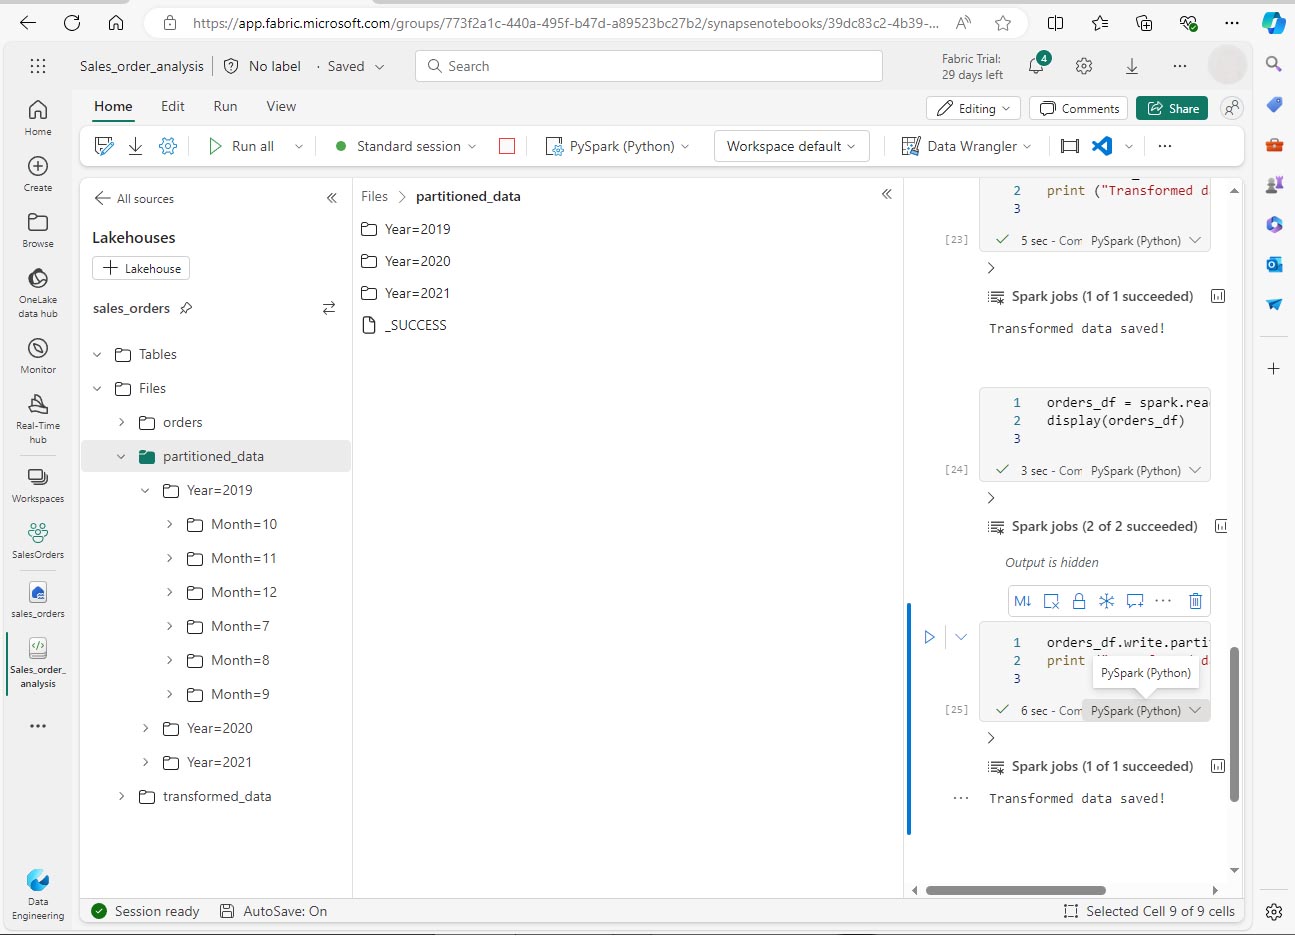 https://app.fabric.microsoft.com/groups/773f2a1c-440a-495f-b47d-a89523bc27b2/synapsenotebooks/39dc83c2-4b39-...
Sales_order_analysis
No label
· Saved
Search
Fabric Trial:
29 days left
4
Home
Edit
Run
View
Editing
Comments
Share
Run all
Standard session
PySpark (Python)
Workspace default
Data Wrangler
...
Home
Create
Browse
OneLake
data hub
Monitor
Real-Time
hub
Workspaces
SalesOrders
sales_orders
Sales_order_
analysis
...
Data
Engineering
All sources
Lakehouses
+ Lakehouse
sales_orders
Tables
Files
orders
partitioned_data
Year=2019
Month=10
Month=11
Month=12
Month=7
Month=8
Month=9
Year=2020
Year=2021
transformed_data
Files > partitioned_data
Year=2019
Year=2020
Year=2021
_SUCCESS
2 print ("Transformed d
3
[23]
5 sec - Com
PySpark (Python)
Spark jobs (1 of 1 succeeded)
Transformed data saved!
1 orders_df = spark.rea
2 display(orders_df)
3
[24]
3 sec - Com
PySpark (Python)
Spark jobs (2 of 2 succeeded)
Output is hidden
M↓
...
1 orders_df.write.parti
2 print
3
PySpark (Python)
[25]
6 sec - Com
PySpark (Python)
Spark jobs (1 of 1 succeeded)
... Transformed data saved!
Session ready
AutoSave: On
Selected Cell 9 of 9 cells